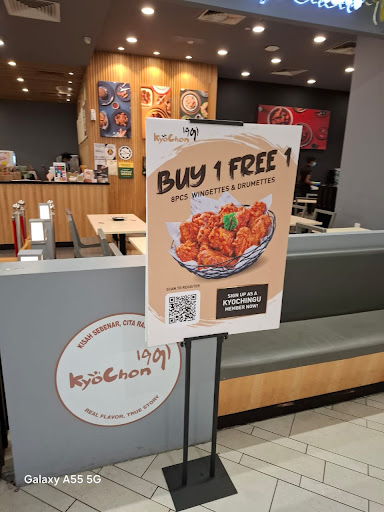 KyoChon 1991
BUY 1 FREE 1
8PCS WINGETTES & DRUMETTES
SCAN TO REGISTER
SIGN UP AS A
KYOCHINGU
MEMBER NOW!
KISAH SEBENAR, CITA RA
KyoChon 1991
REAL FLAVOR, TRUE STORY
Galaxy A55 5G